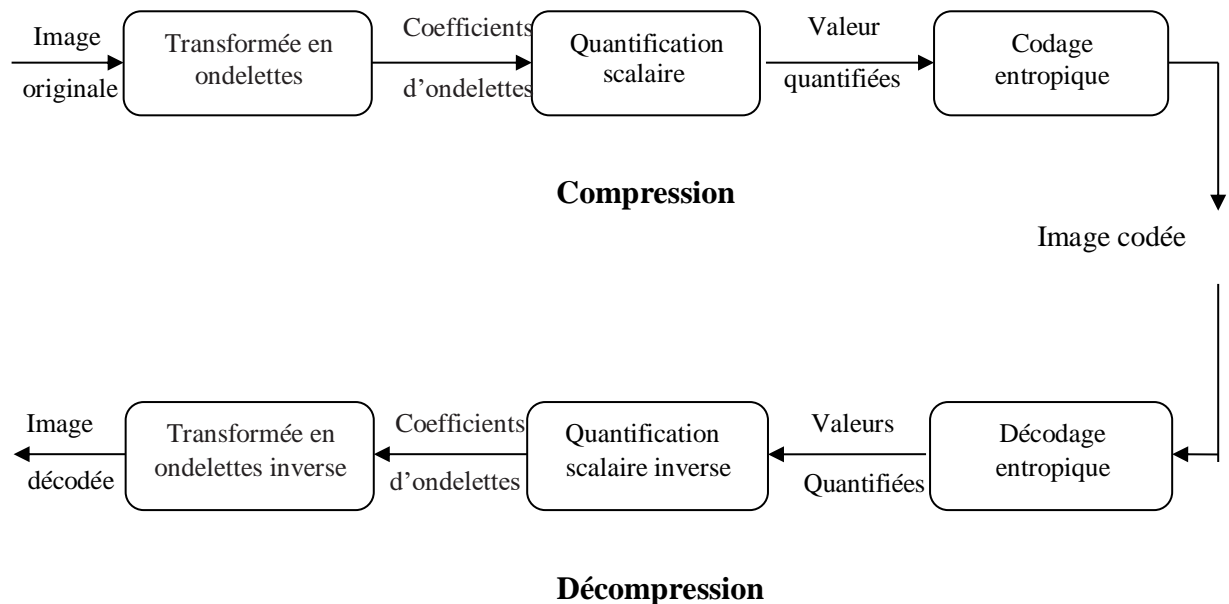 Image
originale
Transformée en
ondelettes
Coefficients
d'ondelettes
Quantification
scalaire
Valeur
quantifiées
Codage
entropique
Compression
Image codée
Image
décodée
Transformée en
ondelettes inverse
Coefficients
d'ondelettes
Quantification
scalaire inverse
Valeurs
Quantifiées
Décodage
entropique
Décompression